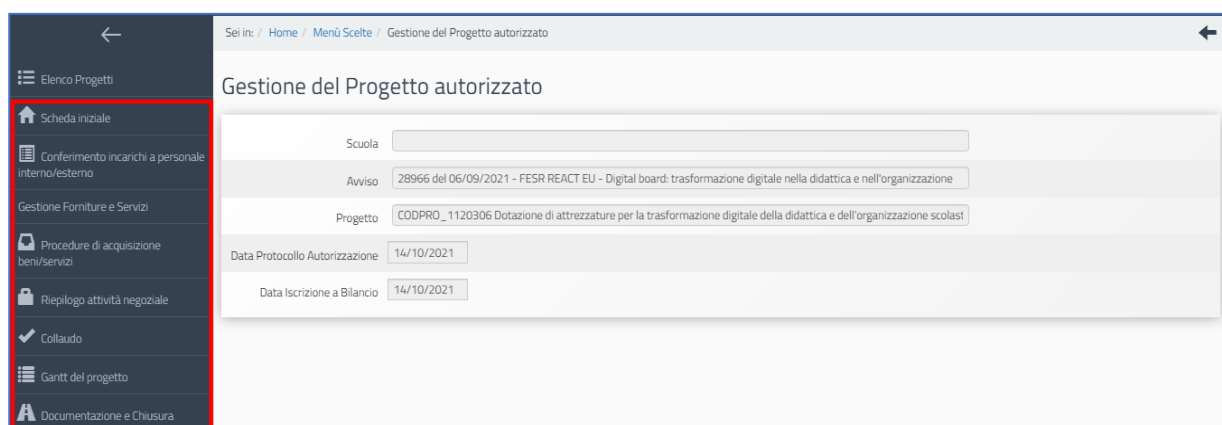 Sei in: / Home / Menù Scelte / Gestione del Progetto autorizzato
Elenco Progetti
Scheda iniziale
Conferimento incarichi a personale
interno/esterno
Gestione Forniture e Servizi
Procedure di acquisizione
beni/servizi
Riepilogo attività negoziale
Collaudo
Gantt del progetto
Documentazione e Chiusura
Gestione del Progetto autorizzato
Scuola
Avviso 28966 del 06/09/2021 - FESR REACT EU - Digital board: trasformazione digitale nella didattica e nell'organizzazione
Progetto CODPRO_1120306 Dotazione di attrezzature per la trasformazione digitale della didattica e dell'organizzazione scolast
Data Protocollo Autorizzazione 14/10/2021
Data Iscrizione a Bilancio 14/10/2021